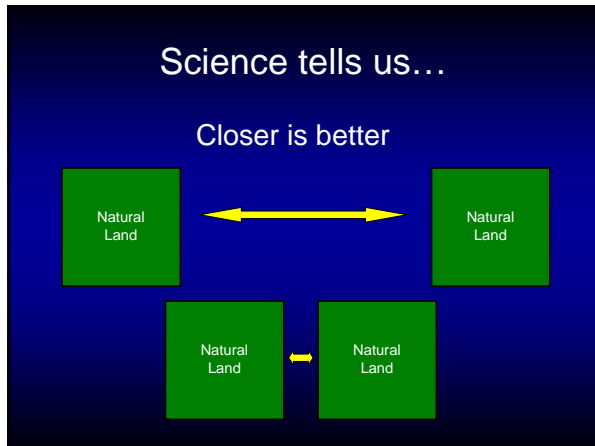 Science tells us…
Closer is better
Natural
Land
Natural
Land
Natural
Land
Natural
Land